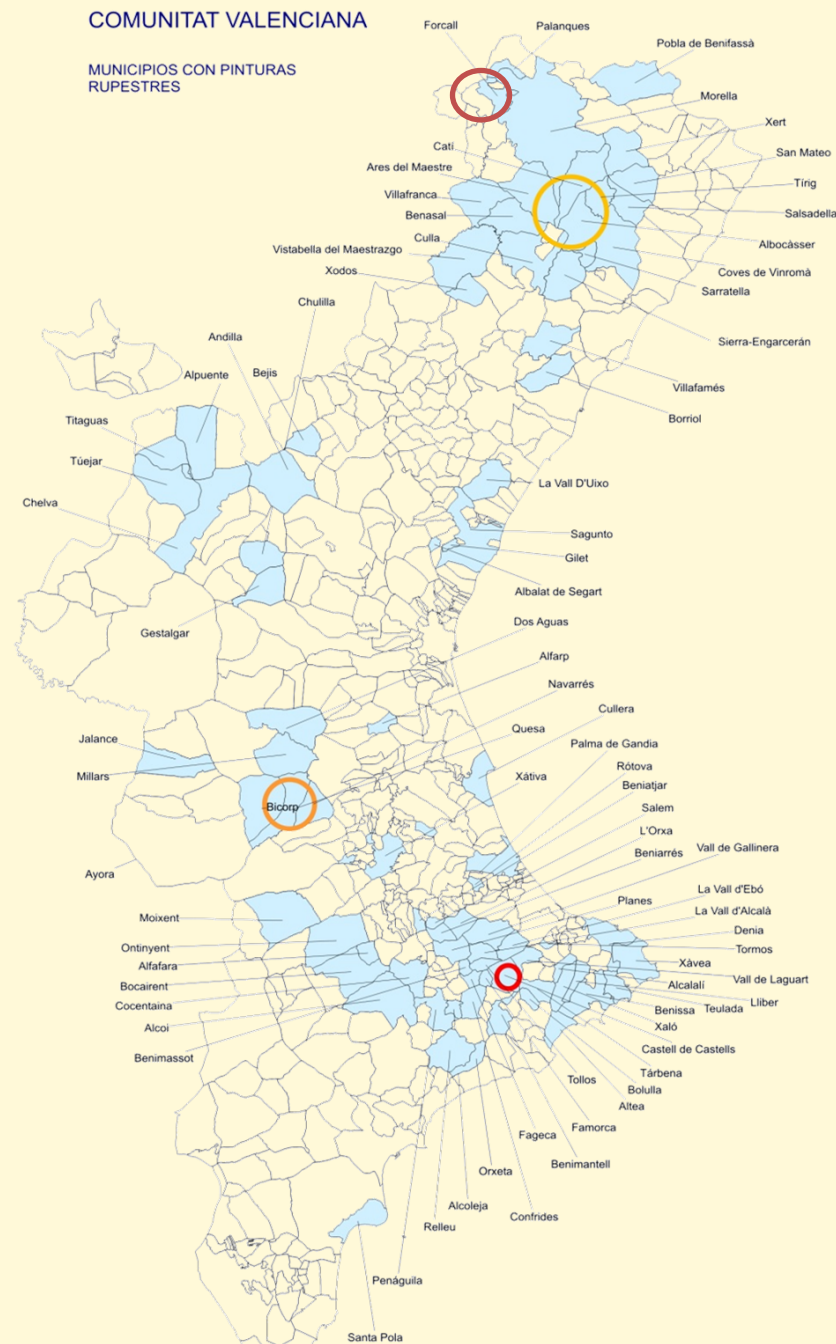 COMUNITAT VALENCIANA
MUNICIPIOS CON PINTURAS
RUPESTRES
Forcall
Palanques
Pobla de Benifassà
Morella
Xert
Catí
San Mateo
Ares del Maestre
Tírig
Villafranca
Salsadella
Benasal
Culla
Albocàsser
Vistabella del Maestrazgo
Coves de Vinromà
Xodos
Sarratella
Chulilla
Andilla
Sierra-Engarcerán
Alpuente
Bejis
Villafamés
Titaguas
Borriol
Túejar
La Vall D'Uixo
Chelva
Sagunto
Gilet
Albalat de Segart
Gestalgar
Dos Aguas
Alfarp
Navarrés
Cullera
Quesa
Jalance
Palma de Gandia
Millars
Xátiva
Rótova
Beniatjar
Bicorp
Salem
L'Orxa
Vall de Gallinera
Beniarrés
Ayora
La Vall d'Ebó
Planes
La Vall d'Alcalà
Moixent
Denia
Ontinyent
Tormos
Alfafara
Xàvea
Bocairent
Vall de Laguart
Alcalalí
Cocentaina
Lliber
Teulada
Benissa
Alcoi
Xaló
Benimassot
Castell de Castells
Tárbena
Tollos
Bolulla
Altea
Famorca
Fageca
Benimantell
Orxeta
Alcoleja
Confrides
Relleu
Penáguila
Santa Pola